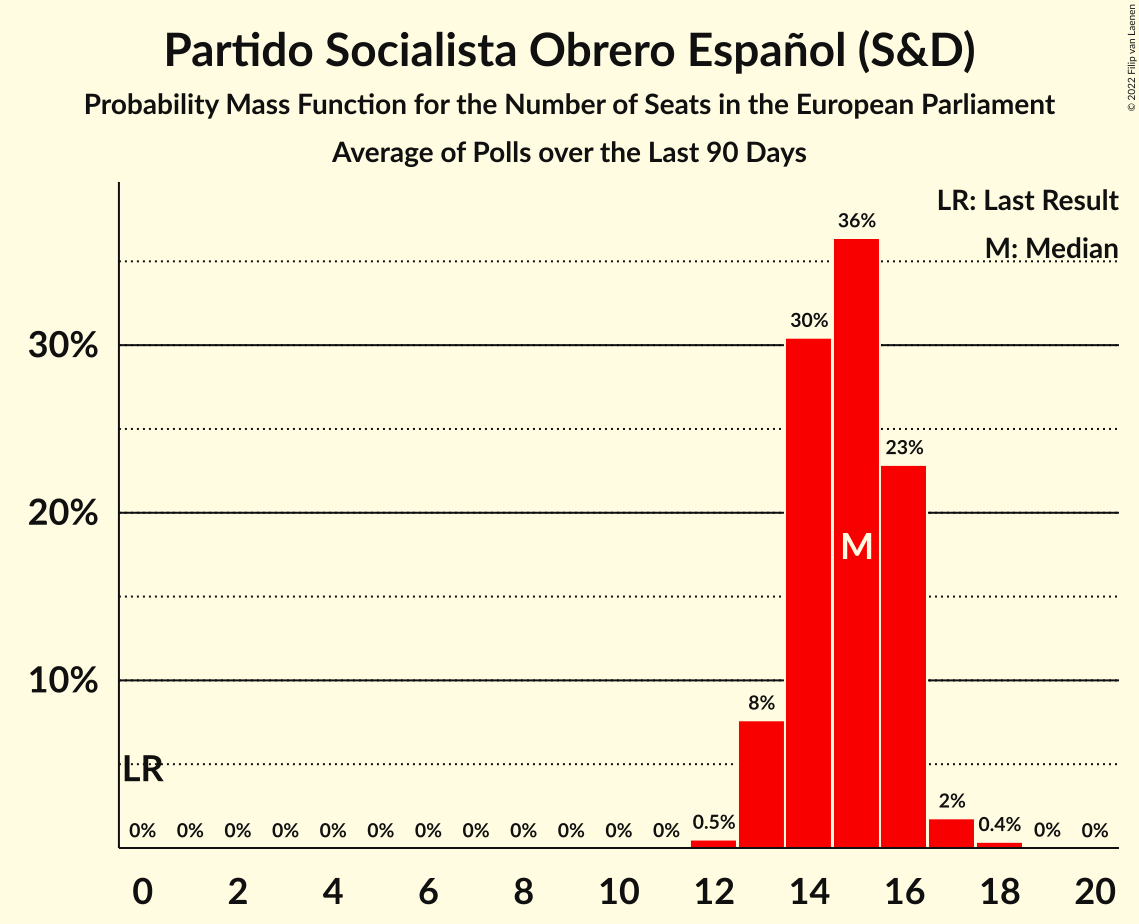 Partido Socialista Obrero Español (S&D)
Probability Mass Function for the Number of Seats in the European Parliament
Average of Polls over the Last 90 Days
© 2022 Filip van Laenen
LR: Last Result
M: Median
36%
30%
30%
23%
20%
M
10%
8%
LR
2%
0% 0% 0% 0% 0% 0% 0% 0% 0% 0% 0% 0% 0.5% 0.4% 0% 0%
0 2 4 6 8 10 12 14 16 18 20